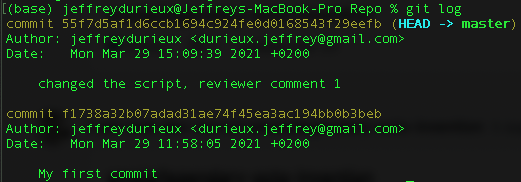 [(base) jeffreydurieux@Jeffreys-MacBook-Pro Repo % git log
commit 55f7d5af1d6ccb1694c924fe0d0168543f29eefb (HEAD -> master)
Author: jeffreydurieux <durieux.jeffrey@gmail.com>
Date:   Mon Mar 29 15:09:39 2021 +0200
changed the script, reviewer comment 1
commit f1738a32b07adad31ae74f45ea3ac194bb0b3beb
Author: jeffreydurieux <durieux.jeffrey@gmail.com>
Date:   Mon Mar 29 11:58:05 2021 +0200
My first commit